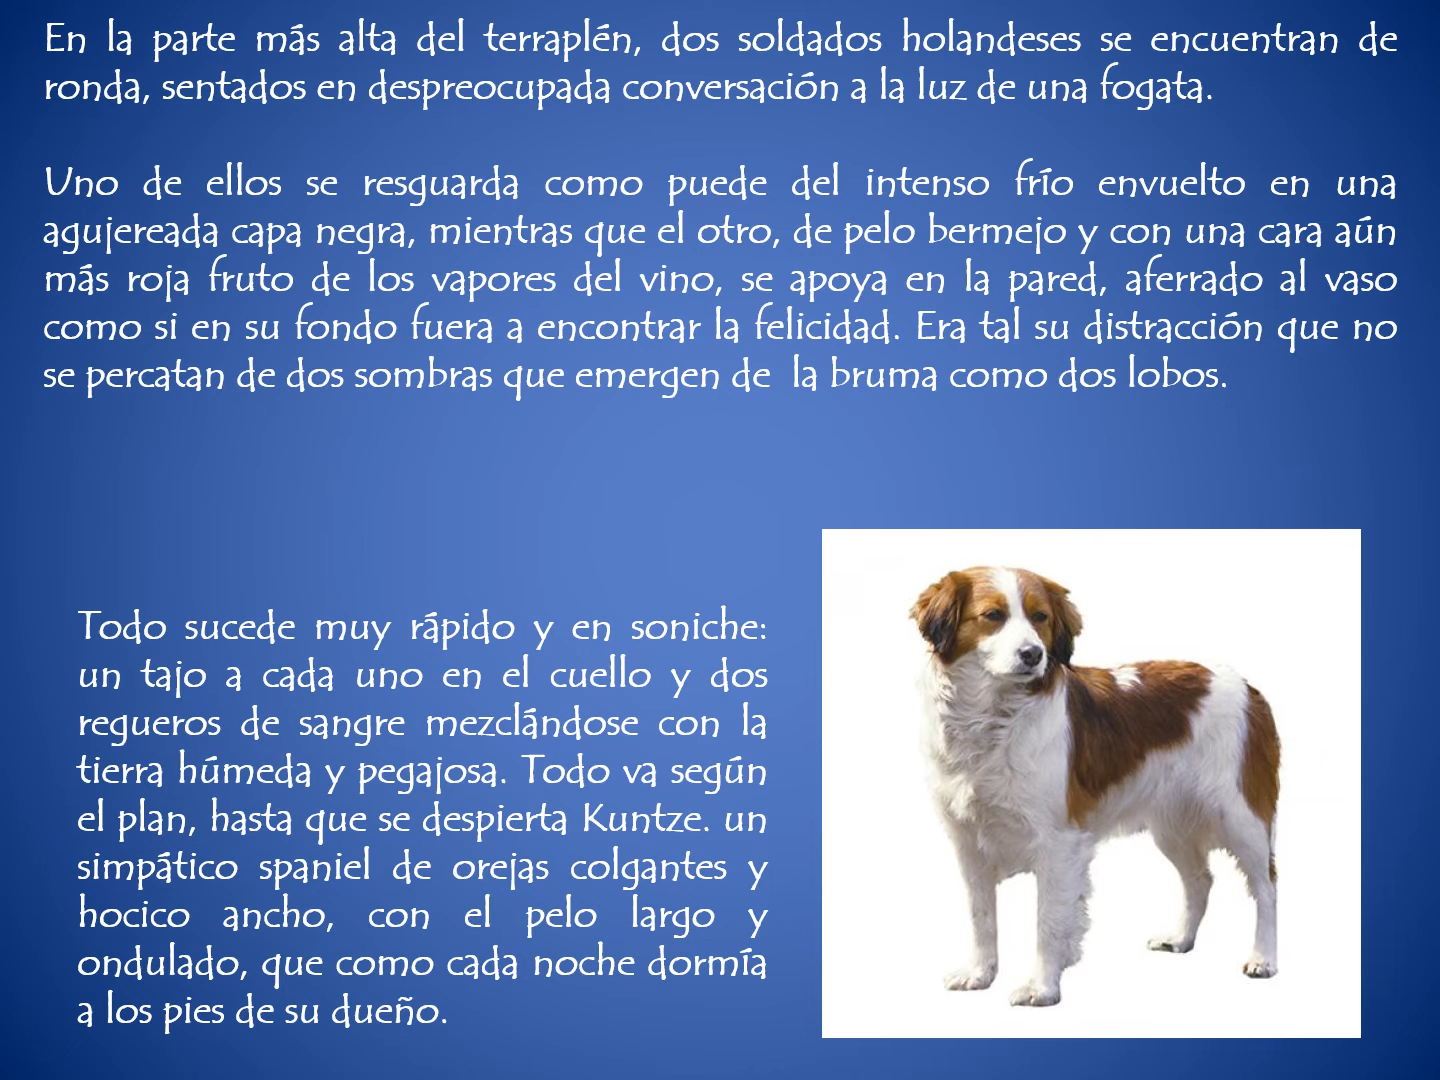 En la parte más alta del terraplén, dos soldados holandeses se encuentran de
ronda, sentados en despreocupada conversación a la luz de una fogata.
Uno de ellos se resguarda como puede del intenso frío envuelto en una
agujereada capa negra, mientras que el otro, de pelo bermejo y con una cara aún
más roja fruto de los vapores del vino, se apoya en la pared, aferrado al vaso
como si en su fondo fuera a encontrar la felicidad. Era tal su distracción que no
se percatan de dos sombras que emergen de la bruma como dos lobos.
Todo sucede muy rápido y en soniche:
un tajo a cada uno en el cuello y dos
regueros de sangre mezclándose con la
tierra húmeda y pegajosa. Todo va según
el plan, hasta que se despierta Kuntze. un
simpático spaniel de orejas colgantes y
hocico ancho, con el pelo largo y
ondulado, que como cada noche dormía
a los pies de su dueño.